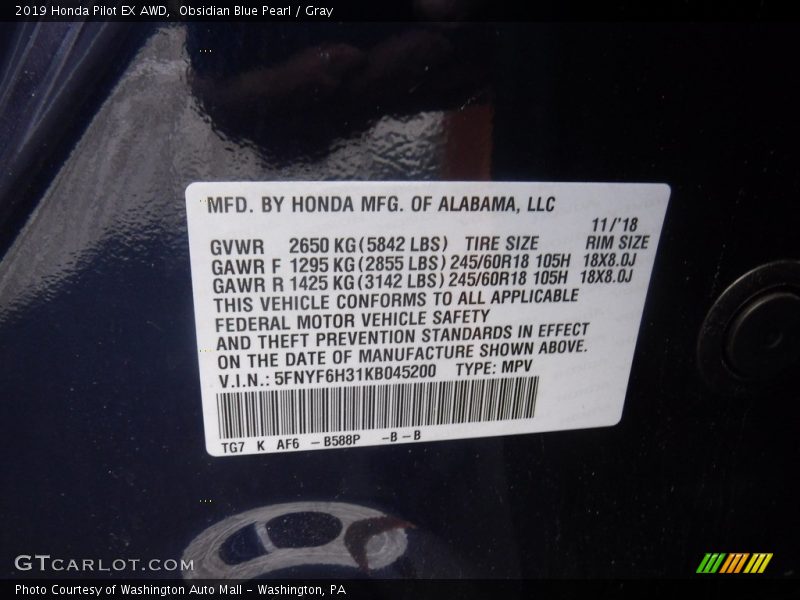 2019 Honda Pilot EX AWD,  Obsidian Blue Pearl / Gray
MFD. BY HONDA MFG. OF ALABAMA, LLC
11/'18
GVWR 2650 KG(5842 LBS) TIRE SIZE RIM SIZE
GAWR F 1295 KG(2855 LBS) 245/60R18 105H 18X8.0J
GAWR R 1425 KG(3142 LBS) 245/60R18 105H 18X8.0J
THIS VEHICLE CONFORMS TO ALL APPLICABLE
FEDERAL MOTOR VEHICLE SAFETY
AND THEFT PREVENTION STANDARDS IN EFFECT
ON THE DATE OF MANUFACTURE SHOWN ABOVE.
V.I.N.: 5FNYF6H31KB045200 TYPE: MPV
TG7 K AF6 -B588P -B-B
GTCARLOT.COM
Photo Courtesy of Washington Auto Mall - Washington, PA